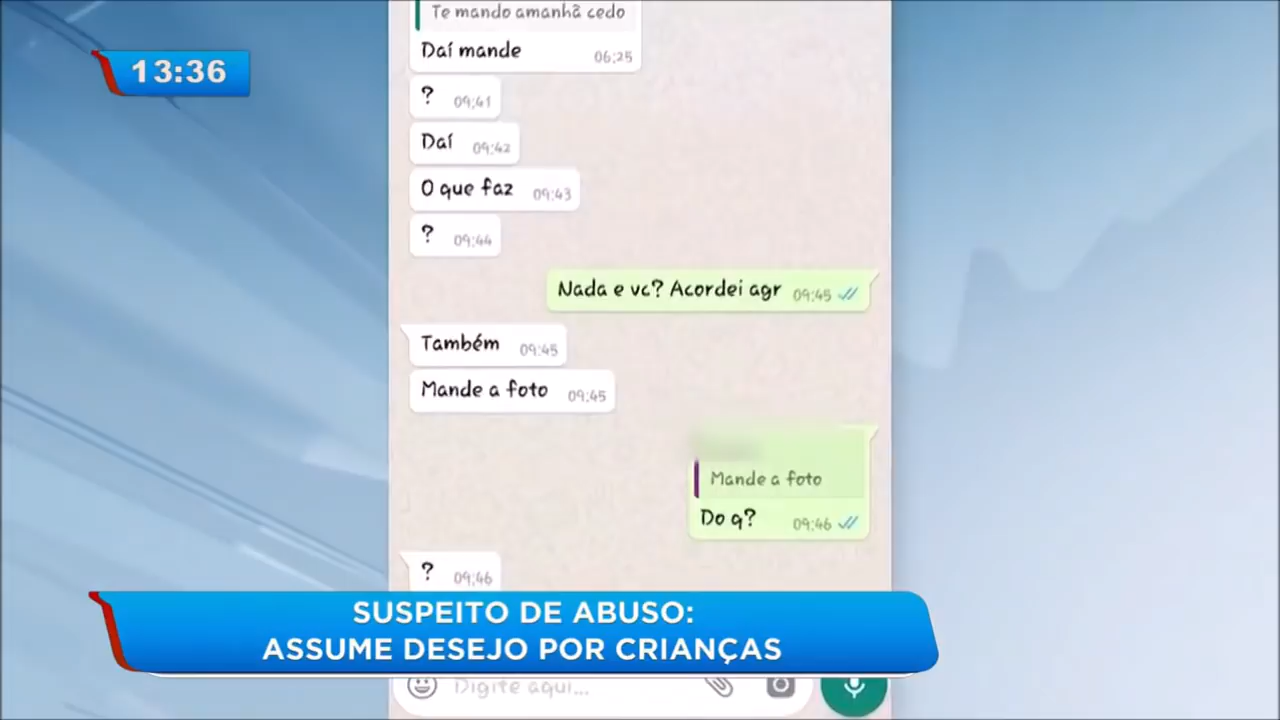 Te mando amanhã cedo
Daí mande 06:25
13:36
? 09:41
Daí 09:42
O que faz 09:43
? 09:44
Nada e vc? Acordei agr 09:45
Também 09:45
Mande a foto 09:45
Mande a foto
Do q? 09:46
? 09:46
SUSPEITO DE ABUSO:
ASSUME DESEJO POR CRIANÇAS
Digite aqui...